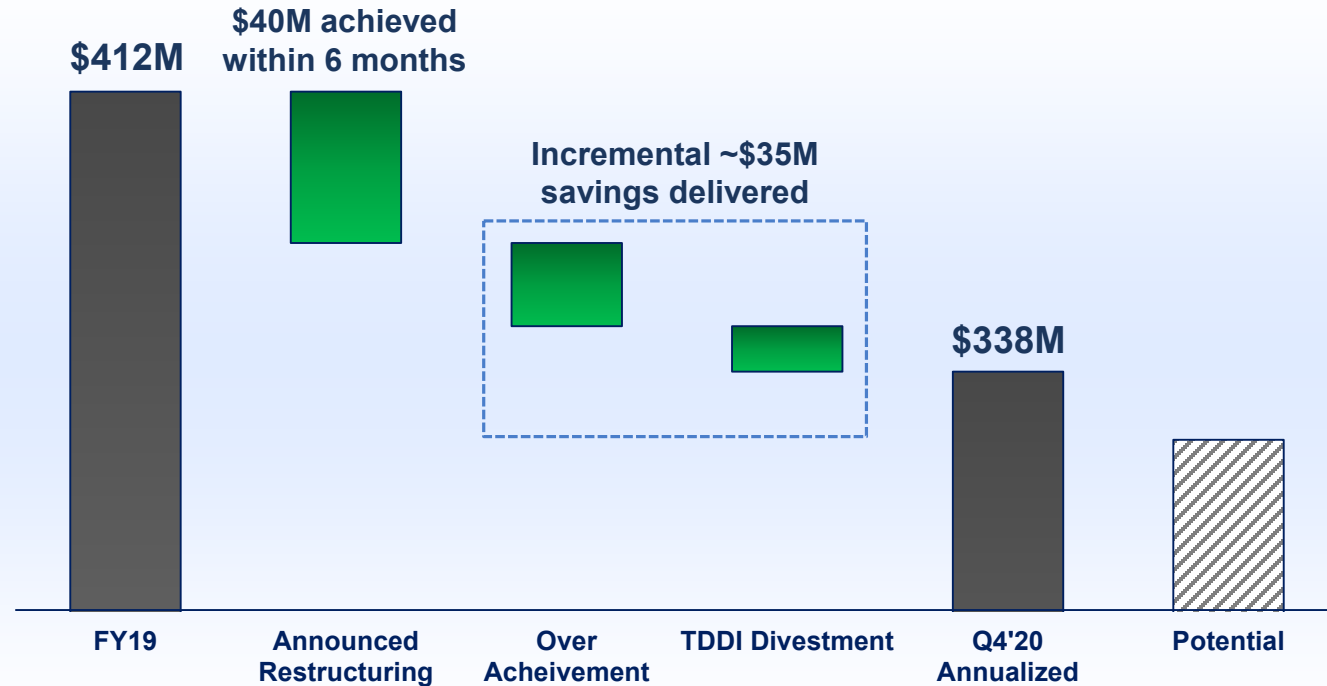 $412M
$40M achieved
within 6 months
Incremental ~$35M
savings delivered
$338M
FY19
Announced
Restructuring
Over
Acheivement
TDDI Divestment
Q4'20
Annualized
Potential